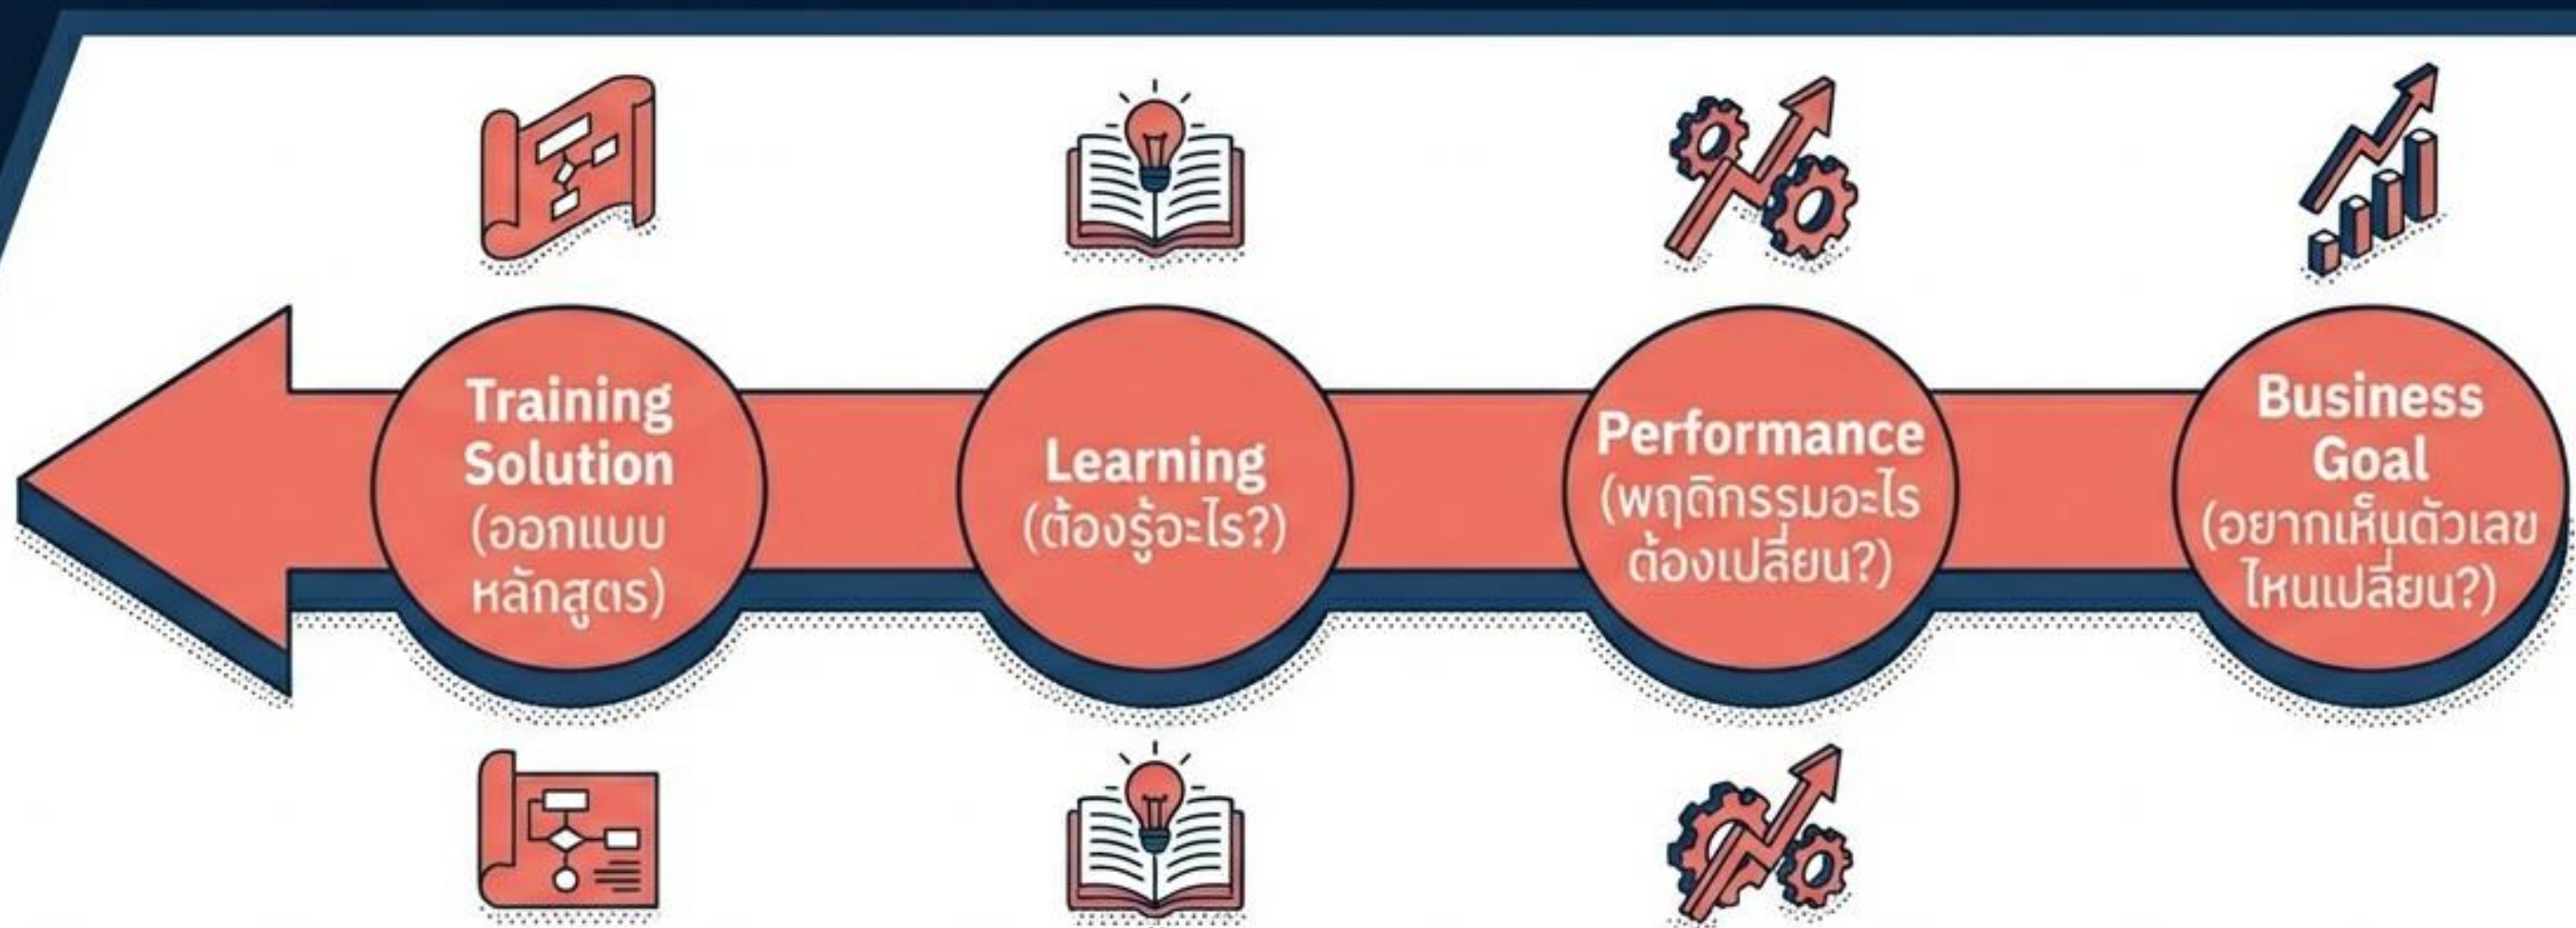 Training
Solution
(ออกแบบ
หลักสูตร)
Learning
(ต้องรู้อะไร?)
Performance
(พฤติกรรมอะไร
ต้องเปลี่ยน?)
Business
Goal
(อยากเห็นตัวเลข
ไหนเปลี่ยน?)